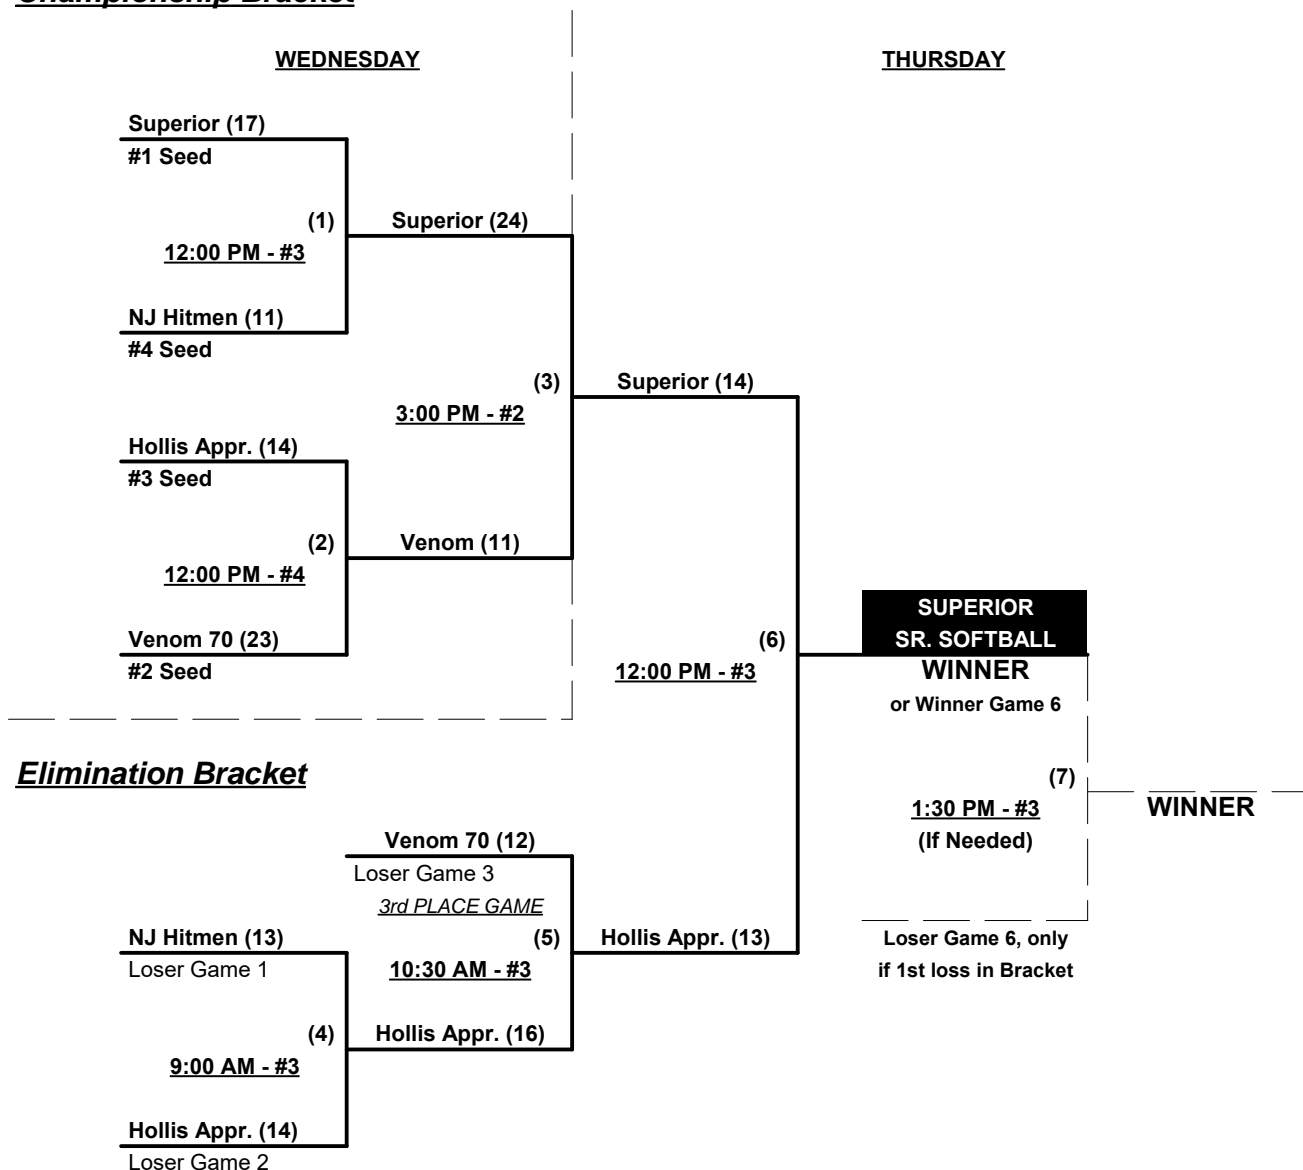 Championship Bracket
WEDNESDAY
THURSDAY
Superior (17)
#1 Seed
(1)
12:00 PM - #3
Superior (24)
NJ Hitmen (11)
#4 Seed
(3)
3:00 PM - #2
Superior (14)
Hollis Appr. (14)
#3 Seed
(2)
12:00 PM - #4
Venom (11)
Venom 70 (23)
#2 Seed
(6)
12:00 PM - #3
SUPERIOR
SR. SOFTBALL
WINNER
or Winner Game 6
(7)
1:30 PM - #3
(If Needed)
WINNER
Loser Game 6, only
if 1st loss in Bracket
Elimination Bracket
Venom 70 (12)
Loser Game 3
3rd PLACE GAME
(5)
10:30 AM - #3
Hollis Appr. (13)
NJ Hitmen (13)
Loser Game 1
(4)
9:00 AM - #3
Hollis Appr. (16)
Hollis Appr. (14)
Loser Game 2